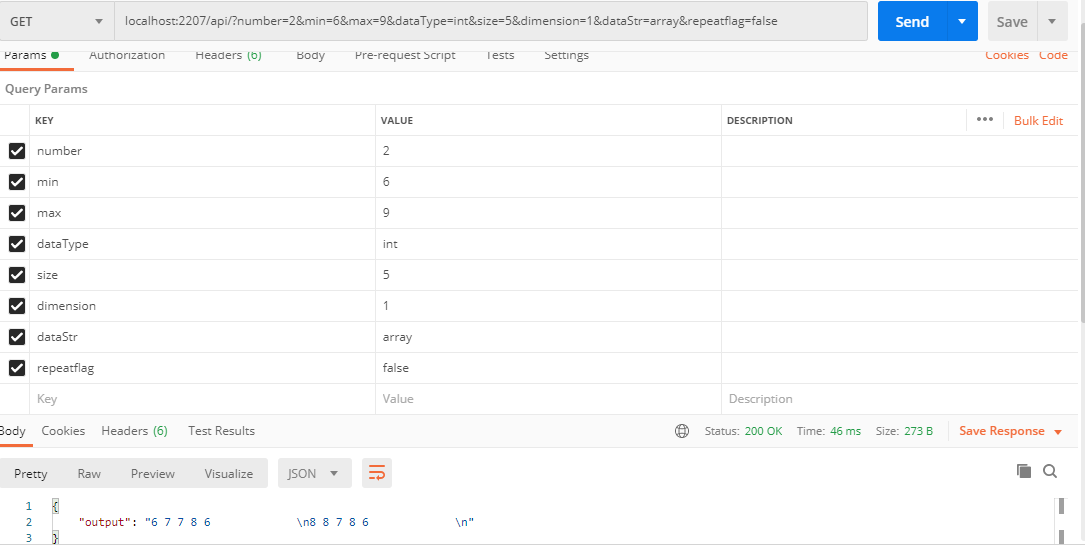 GET localhost:2207/api/?number=2&min=6&max=9&dataType=int&size=5&dimension=1&dataStr=array&repeatflag=false Send Save
Params Authorization Headers (6) Body Pre-request Script Tests Settings Cookies Code
Query Params
KEY VALUE DESCRIPTION ••• Bulk Edit
number 2
min 6
max 9
dataType int
size 5
dimension 1
dataStr array
repeatflag false
Key Value Description
Body Cookies Headers (6) Test Results Status: 200 OK Time: 46 ms Size: 273 B Save Response
Pretty Raw Preview Visualize JSON
1 {
2 "output": "6 7 7 8 6 \n8 8 7 8 6 \n"
3 }